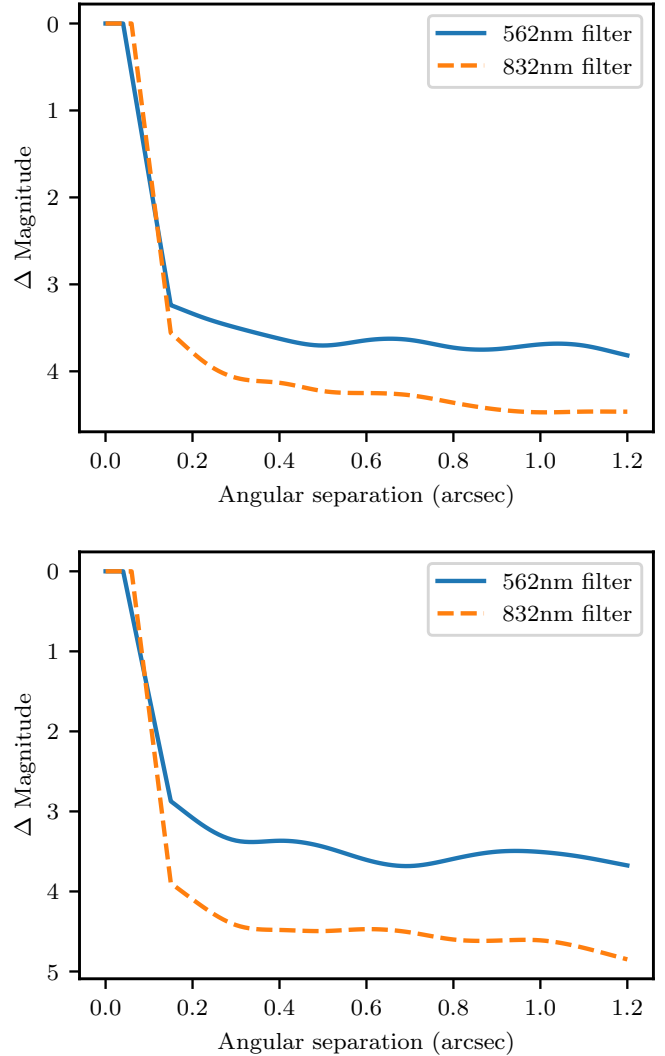 0
1
2
3
4
Δ Magnitude
562nm filter
832nm filter
0.0 0.2 0.4 0.6 0.8 1.0 1.2
Angular separation (arcsec)
0
1
2
3
4
5
Δ Magnitude
562nm filter
832nm filter
0.0 0.2 0.4 0.6 0.8 1.0 1.2
Angular separation (arcsec)